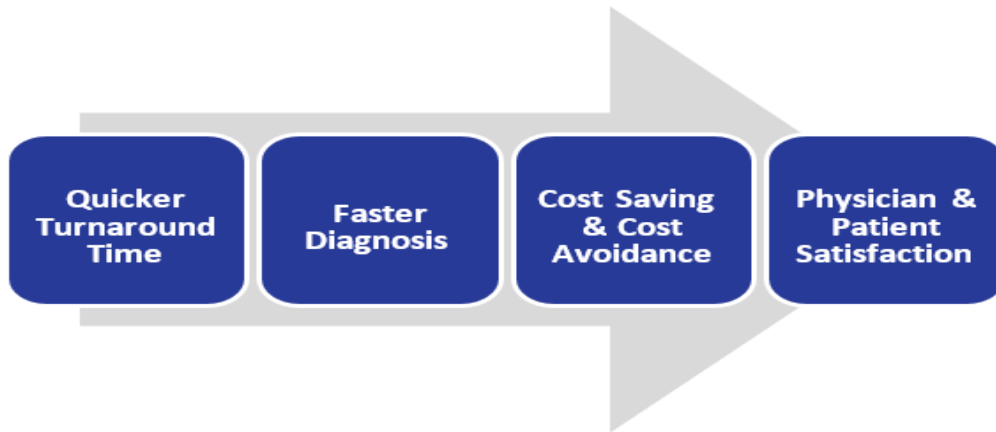 Quicker
Turnaround
Time
Faster
Diagnosis
Cost Saving
& Cost
Avoidance
Physician &
Patient
Satisfaction